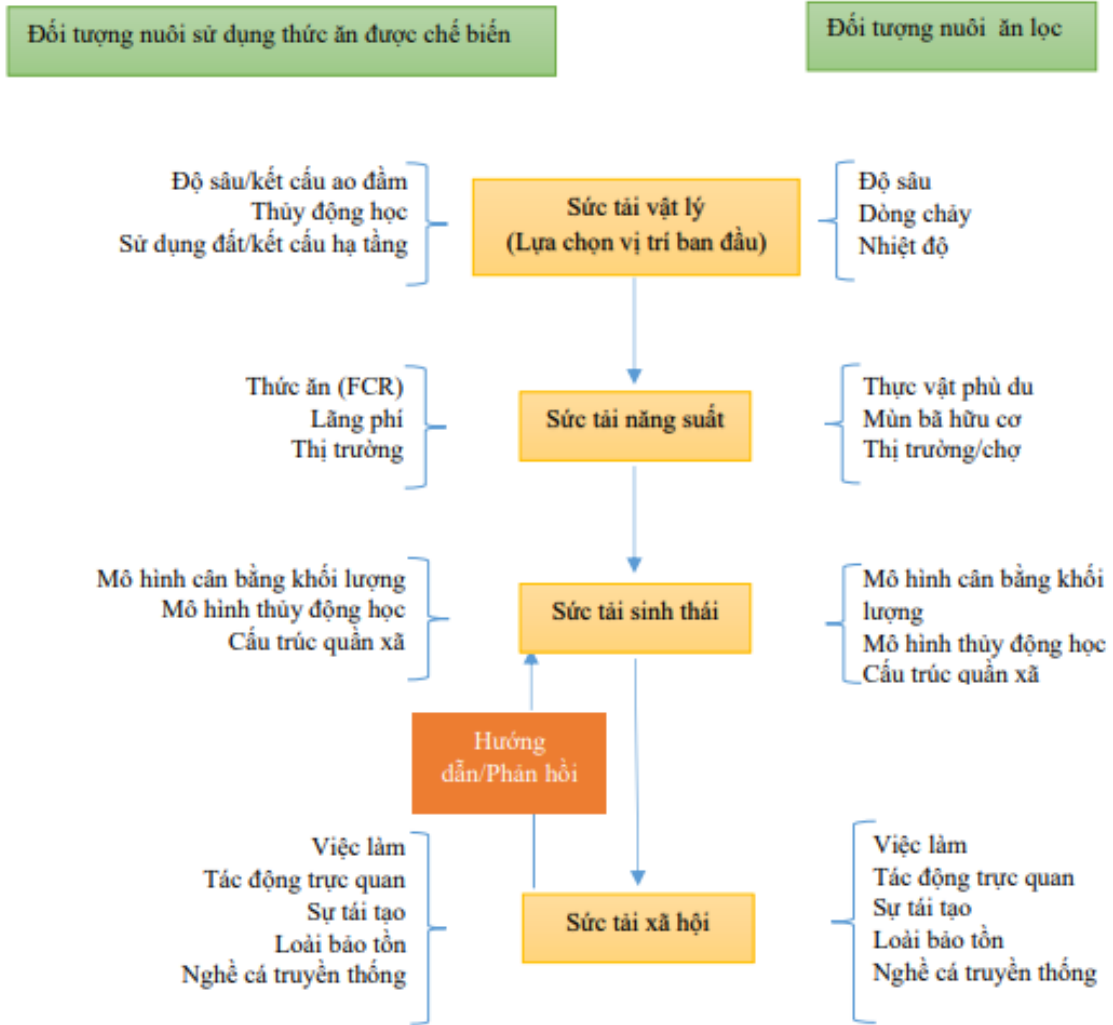 Đối tượng nuôi sử dụng thức ăn được chế biến
Đối tượng nuôi ăn lọc
Độ sâu/kết cấu ao đầm
Thủy động học
Sử dụng đất/kết cấu hạ tầng
Sức tải vật lý
(Lựa chọn vị trí ban đầu)
Độ sâu
Dòng chảy
Nhiệt độ
Thức ăn (FCR)
Lãng phí
Thị trường
Sức tải năng suất
Thực vật phù du
Mùn bã hữu cơ
Thị trường/chợ
Mô hình cân bằng khối lượng
Mô hình thủy động học
Cấu trúc quần xã
Sức tải sinh thái
Mô hình cân bằng khối
lượng
Mô hình thủy động học
Cấu trúc quần xã
Hướng
dẫn/Phản hồi
Việc làm
Tác động trực quan
Sự tái tạo
Loài bảo tồn
Nghề cá truyền thống
Sức tải xã hội
Việc làm
Tác động trực quan
Sự tái tạo
Loài bảo tồn
Nghề cá truyền thống